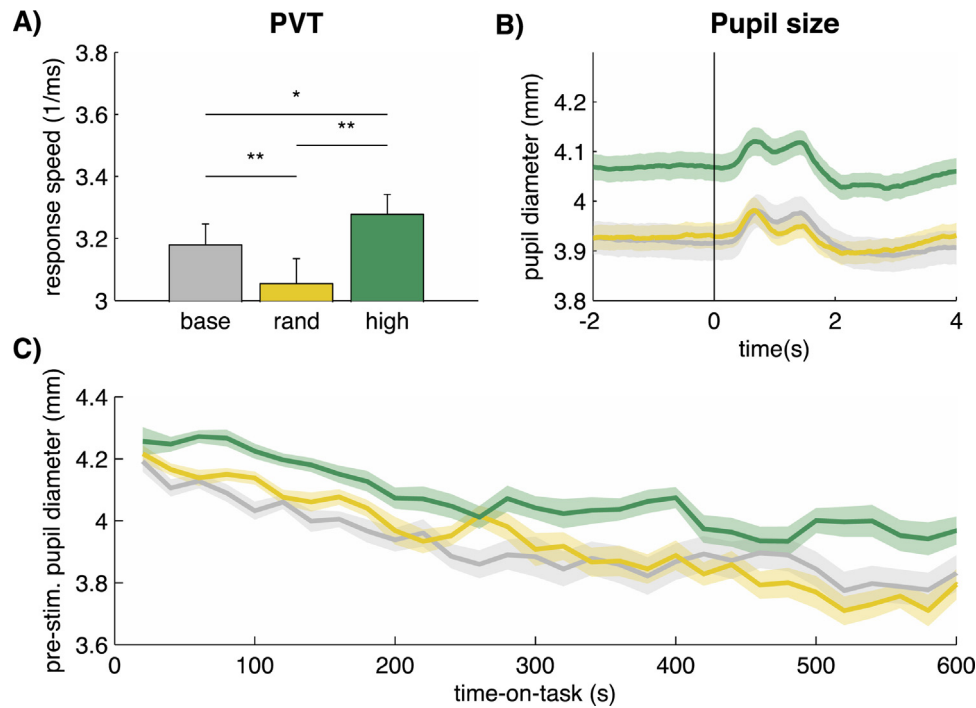 A) PVT
response speed (1/ms)
3.8
3.6
3.4
3.2
3
*
**
**
base rand high
B) Pupil size
pupil diameter (mm)
4.2
4.1
4
3.9
3.8
-2 0 2 4
time(s)
C)
pre-stim. pupil diameter (mm)
4.4
4.2
4
3.8
3.6
0 100 200 300 400 500 600
time-on-task (s)